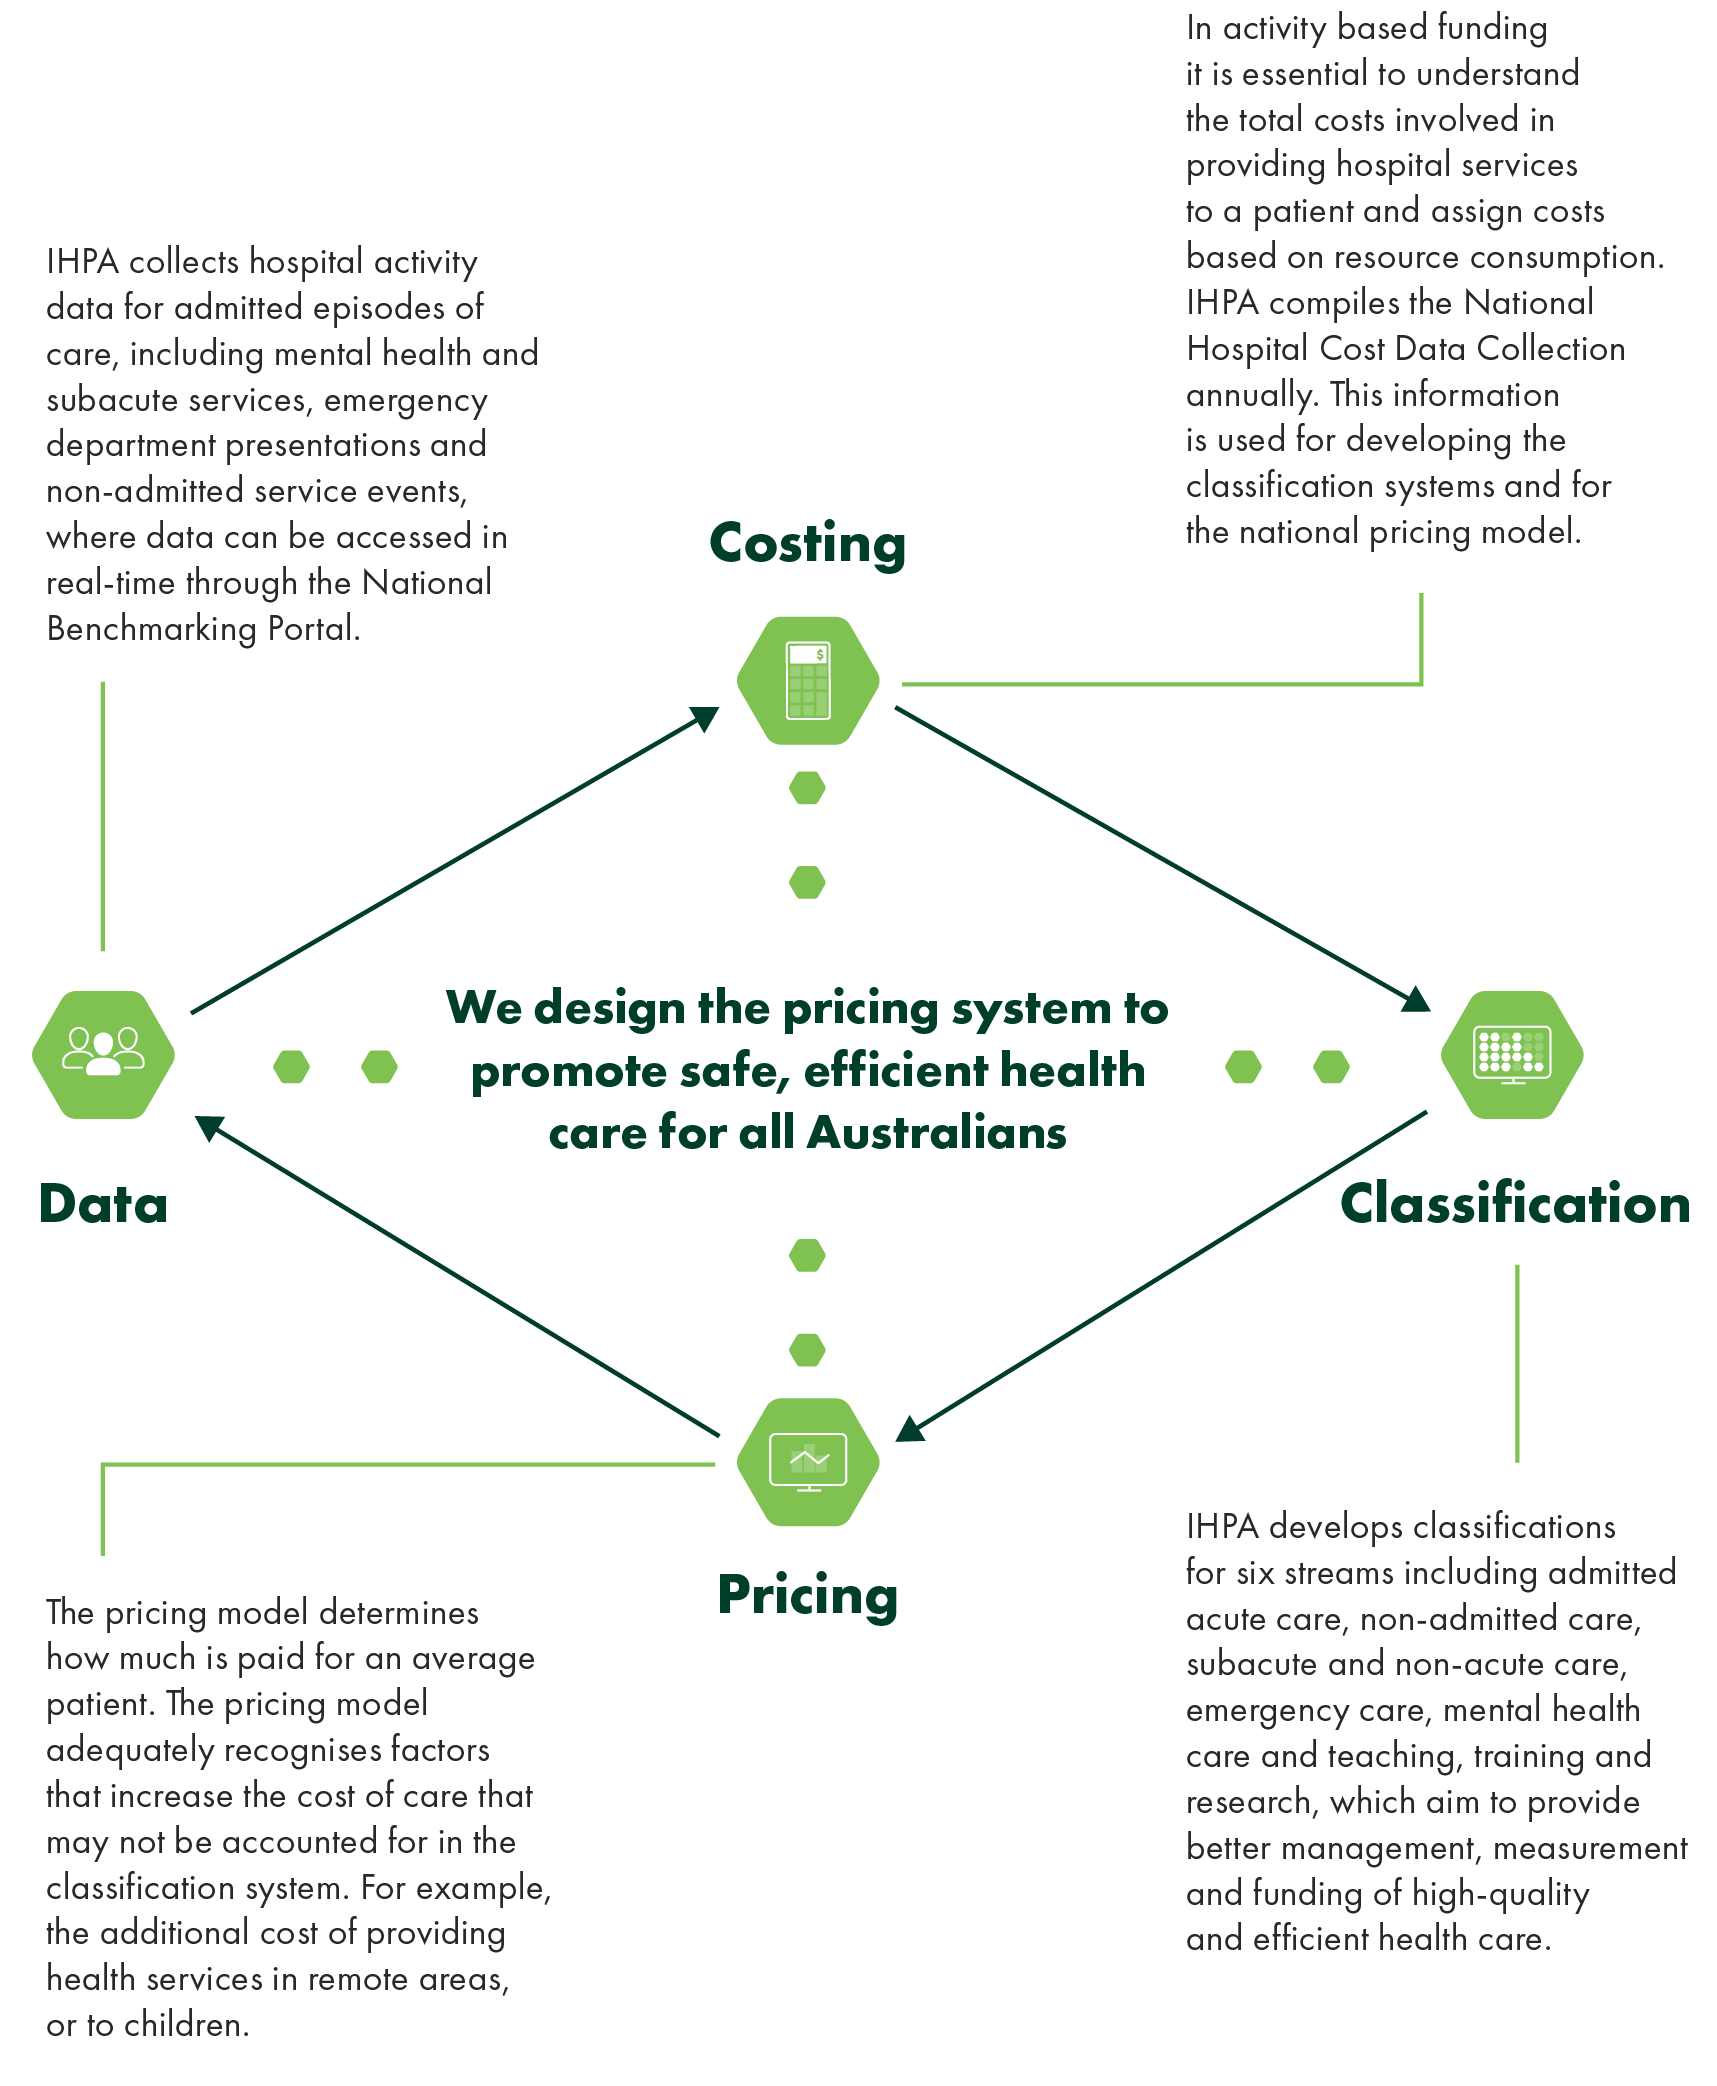 In activity based funding
it is essential to understand
the total costs involved in
providing hospital services
to a patient and assign costs
based on resource consumption.
IHPA compiles the National
Hospital Cost Data Collection
annually. This information
is used for developing the
classification systems and for
the national pricing model.
IHPA collects hospital activity
data for admitted episodes of
care, including mental health and
subacute services, emergency
department presentations and
non-admitted service events,
where data can be accessed in
real-time through the National
Benchmarking Portal.
Costing
$
We design the pricing system to
promote safe, efficient health
care for all Australians
Data
Classification
Pricing
The pricing model determines
how much is paid for an average
patient. The pricing model
adequately recognises factors
that increase the cost of care that
may not be accounted for in the
classification system. For example,
the additional cost of providing
health services in remote areas,
or to children.
IHPA develops classifications
for six streams including admitted
acute care, non-admitted care,
subacute and non-acute care,
emergency care, mental health
care and teaching, training and
research, which aim to provide
better management, measurement
and funding of high-quality
and efficient health care.